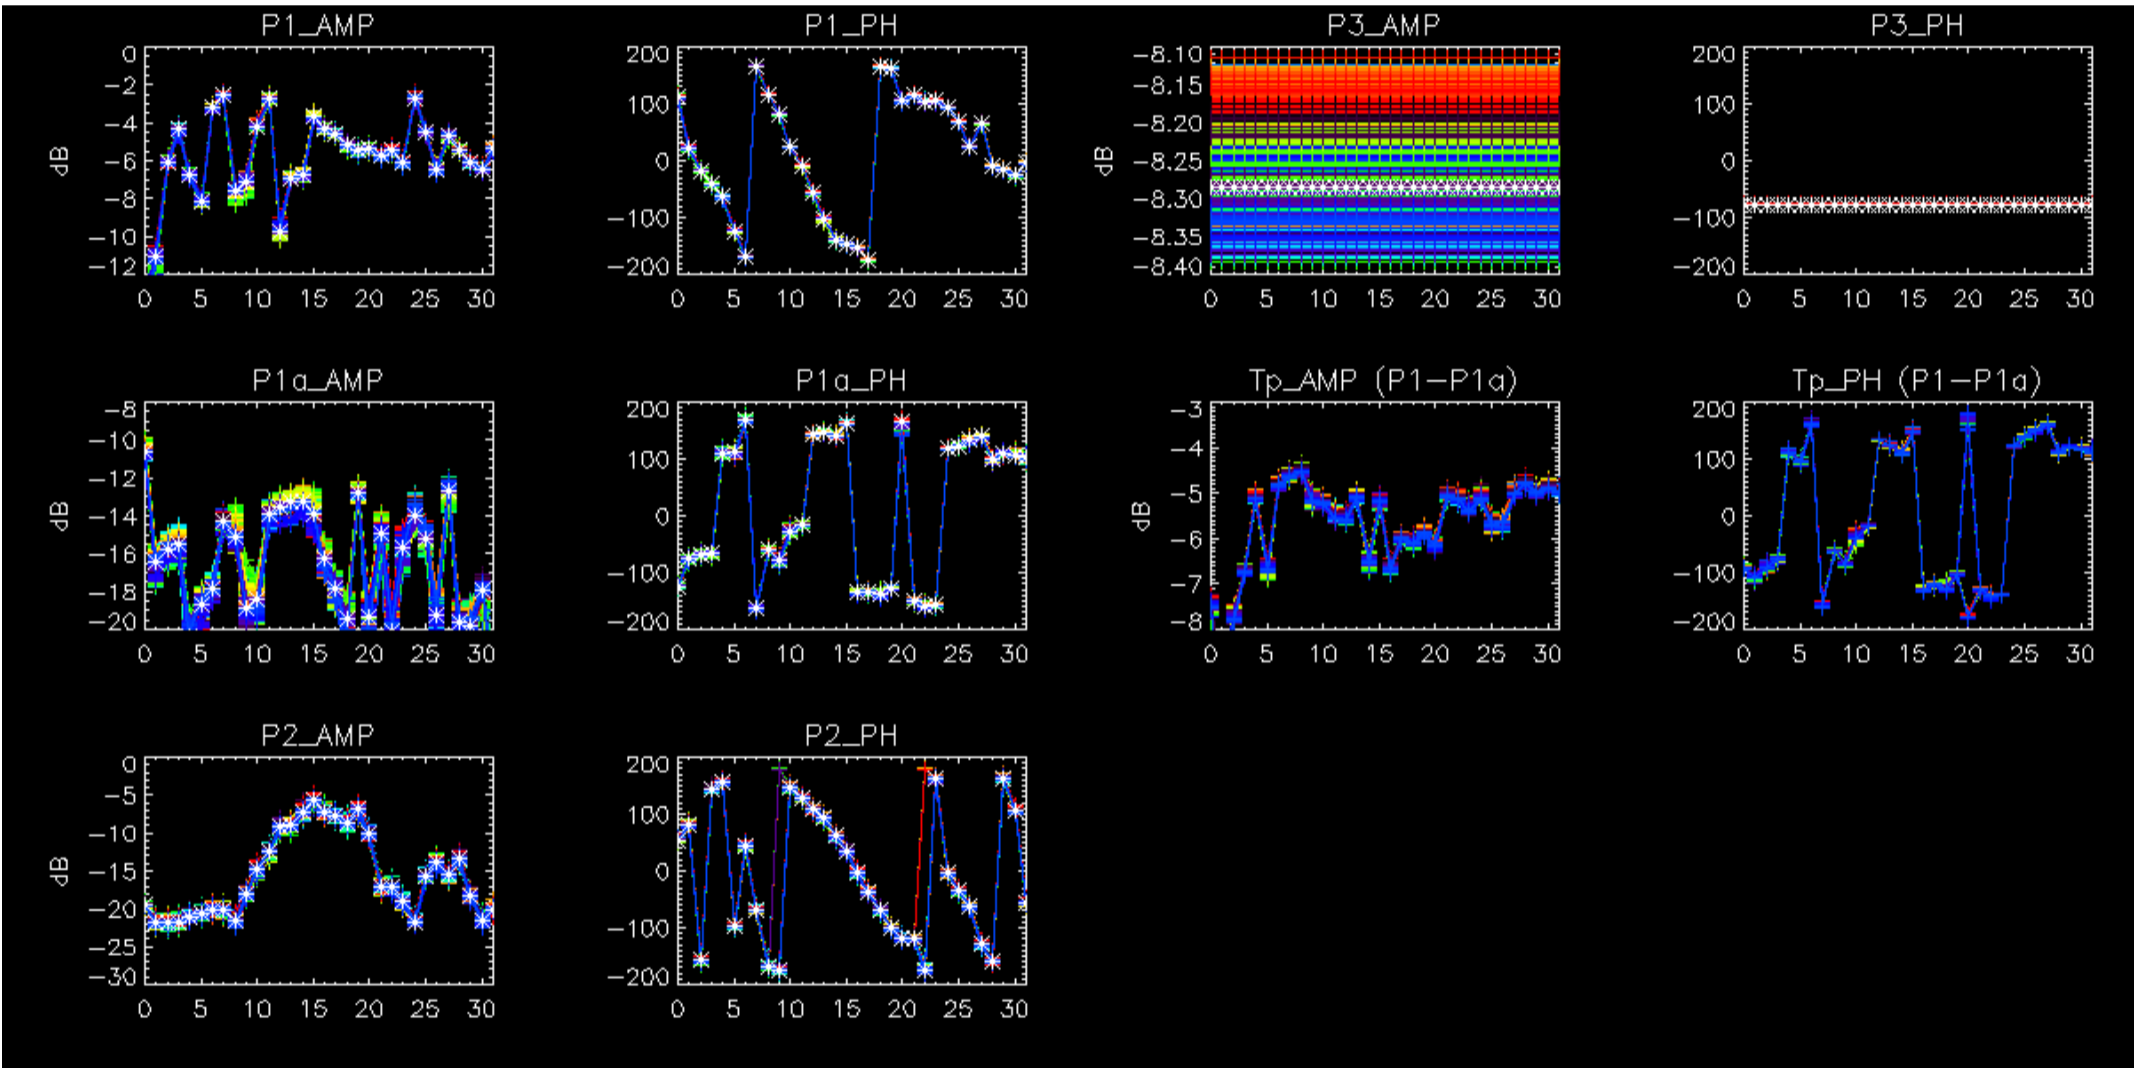 P1_AMP
P1_PH
P3_AMP
P3_PH
0
−2
−4
−6
−8
−10
−12
dB
0 5 10 15 20 25 30
200
100
0
−100
−200
0 5 10 15 20 25 30
−8.10
−8.15
−8.20
−8.25
−8.30
−8.35
−8.40
dB
0 5 10 15 20 25 30
200
100
0
−100
−200
0 5 10 15 20 25 30
P1a_AMP
P1a_PH
Tp_AMP (P1−P1a)
Tp_PH (P1−P1a)
−8
−10
−12
−14
−16
−18
−20
dB
0 5 10 15 20 25 30
200
100
0
−100
−200
0 5 10 15 20 25 30
−3
−4
−5
−6
−7
−8
dB
0 5 10 15 20 25 30
200
100
0
−100
−200
0 5 10 15 20 25 30
P2_AMP
P2_PH
0
−5
−10
−15
−20
−25
−30
dB
0 5 10 15 20 25 30
200
100
0
−100
−200
0 5 10 15 20 25 30